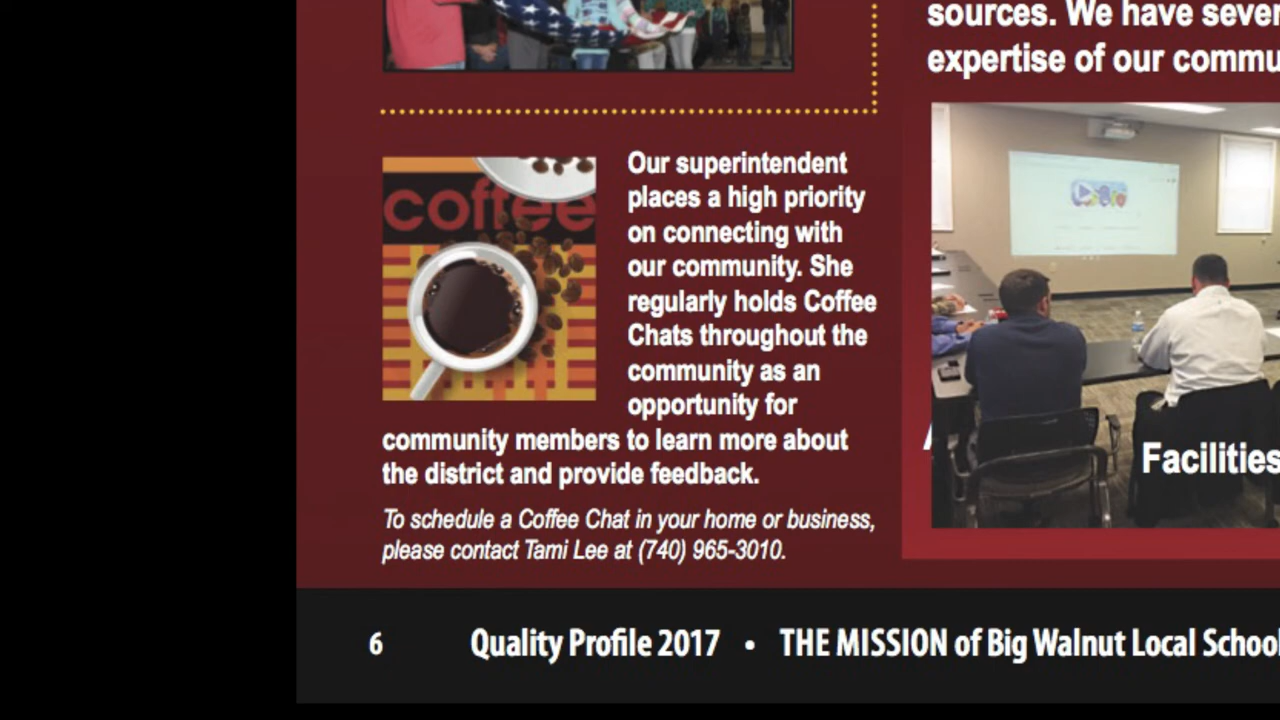 sources. We have
expertise of our
coffee
Our superintendent
places a high priority
on connecting with
our community. She
regularly holds Coffee
Chats throughout the
community as an
opportunity for
community members to learn more about
the district and provide feedback.
To schedule a Coffee Chat in your home or business,
please contact Tami Lee at (740) 965-3010.
Facilities
6 Quality Profile 2017 • THE MISSION of Big Walnut Local